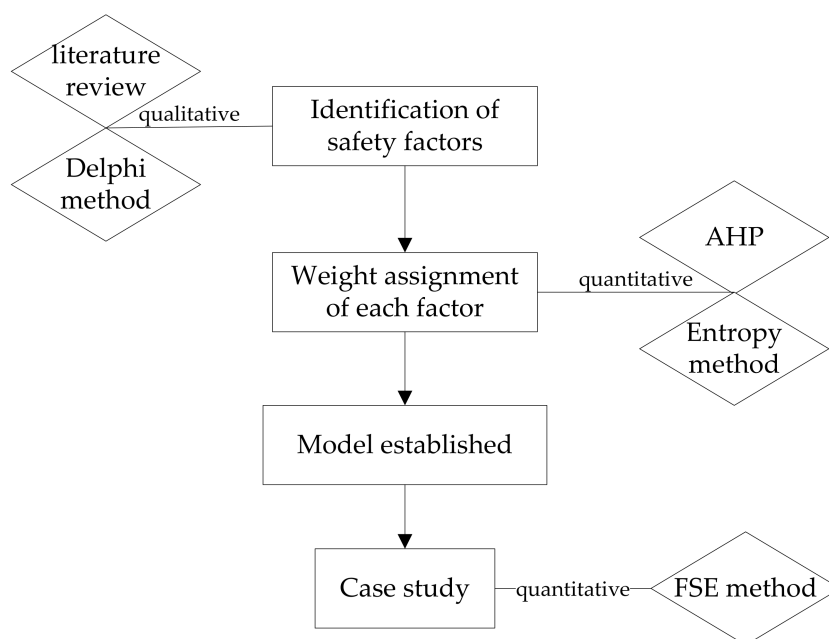 literature
review
qualitative
Delphi
method
Identification of
safety factors
Weight assignment
of each factor
quantitative
AHP
Entropy
method
Model established
Case study
quantitative
FSE method